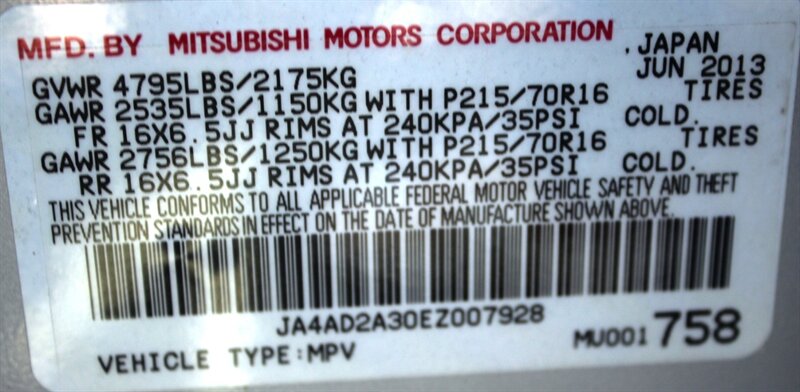 MFD. BY MITSUBISHI MOTORS CORPORATION , JAPAN
GVWR 4795LBS/2175KG JUN 2013
GAWR 2535LBS/1150KG WITH P215/70R16 TIRES
FR 16X6.5JJ RIMS AT 240KPA/35PSI COLD.
GAWR 2756LBS/1250KG WITH P215/70R16 TIRES
RR 16X6.5JJ RIMS AT 240KPA/35PSI COLD.
THIS VEHICLE CONFORMS TO ALL APPLICABLE FEDERAL MOTOR VEHICLE SAFETY AND THEFT
PREVENTION STANDARDS IN EFFECT ON THE DATE OF MANUFACTURE SHOWN ABOVE.
JA4AD2A30EZ007928
VEHICLE TYPE:MPV MU001 758